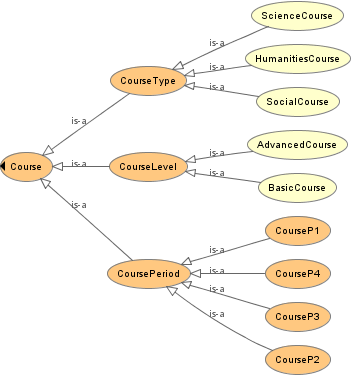 ScienceCourse
is-a
HumanitiesCourse
is-a
CourseType
is-a
SocialCourse
is-a
AdvancedCourse
is-a
Course
is-a
CourseLevel
is-a
BasicCourse
is-a
CourseP1
is-a
CoursePeriod
is-a
CourseP4
is-a
CourseP3
is-a
CourseP2